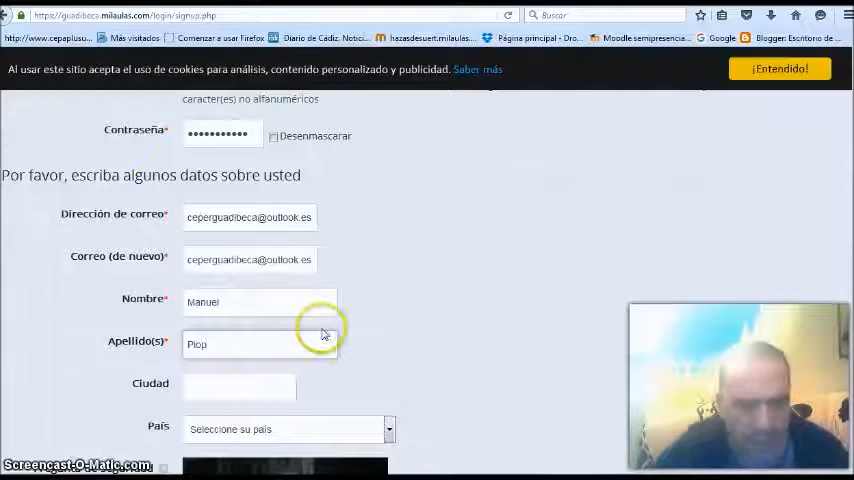 https://guadibeca.milaulas.com/login/signup.php
Buscar
http://www.cepaplusu...
Más visitados
Comenzar a usar Firefox
Diario de Cádiz, Notici...
hazasdesuert.milaulas...
Página principal - Dro...
Moodle semipresencia...
Google
Blogger: Escritorio de ...
Al usar este sitio acepta el uso de cookies para análisis, contenido personalizado y publicidad. Saber más
¡Entendido!
caracter(es) no alfanuméricos
Contraseña*
Desenmascarar
Por favor, escriba algunos datos sobre usted
Dirección de correo*
ceperguadibeca@outlook.es
Correo (de nuevo)*
ceperguadibeca@outlook.es
Nombre*
Manuel
Apellido(s)*
Piop
Ciudad
País
Seleccione su país
Screencast-O-Matic.com